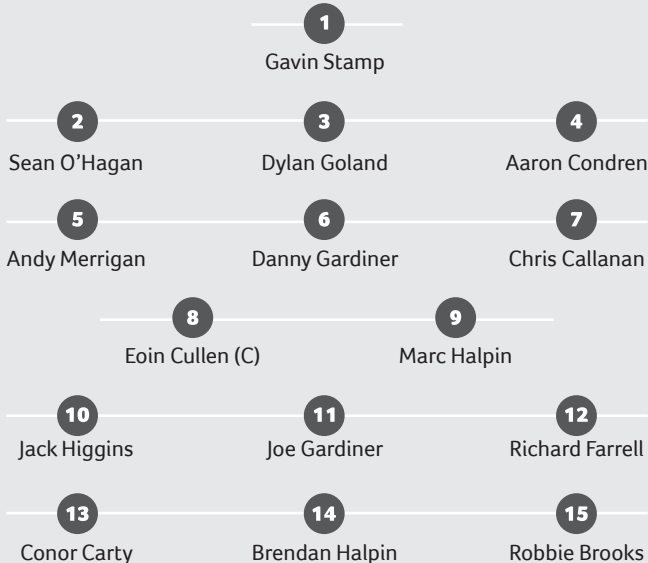 1
Gavin Stamp
2 3 4
Sean O'Hagan Dylan Goland Aaron Condren
5 6 7
Andy Merrigan Danny Gardiner Chris Callanan
8 9
Eoin Cullen (C) Marc Halpin
10 11 12
Jack Higgins Joe Gardiner Richard Farrell
13 14 15
Conor Carty Brendan Halpin Robbie Brooks